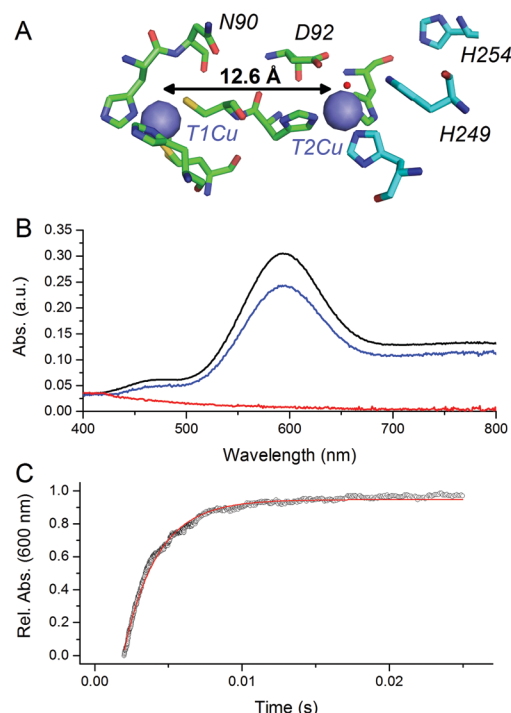 A
N90
D92
H254
12.6 Å
T1Cu
T2Cu
H249
B
Abs. (a.u.)
0.35
0.30
0.25
0.20
0.15
0.10
0.05
0.00
400 500 600 700 800
Wavelength (nm)
C
Rel. Abs. (600 nm)
1.0
0.8
0.6
0.4
0.2
0.0
0.00 0.01 0.02
Time (s)